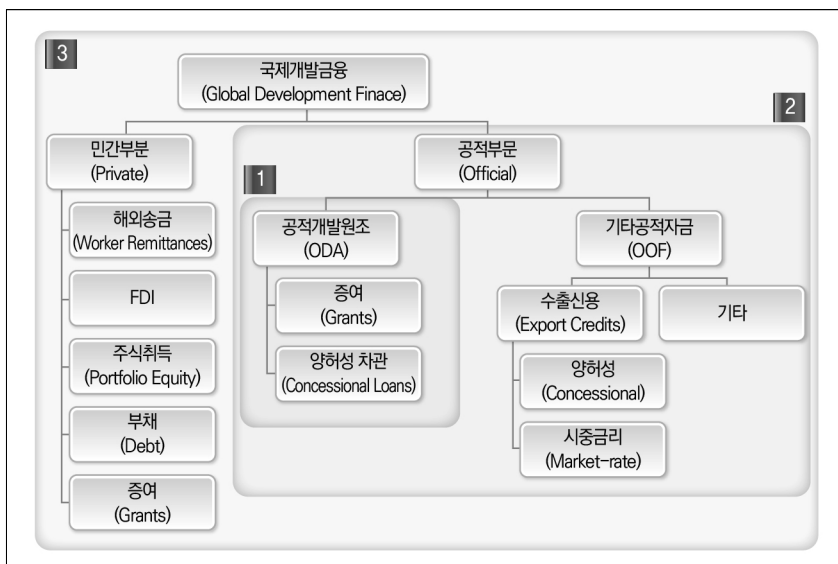 3
국제개발금융
(Global Development Finace)
2
민간부분
(Private)
공적부문
(Official)
1
해외송금
(Worker Remittances)
공적개발원조
(ODA)
기타공적자금
(OOF)
FDI
증여
(Grants)
수출신용
(Export Credits)
기타
주식취득
(Portfolio Equity)
양허성 차관
(Concessional Loans)
양허성
(Concessional)
부채
(Debt)
시중금리
(Market-rate)
증여
(Grants)